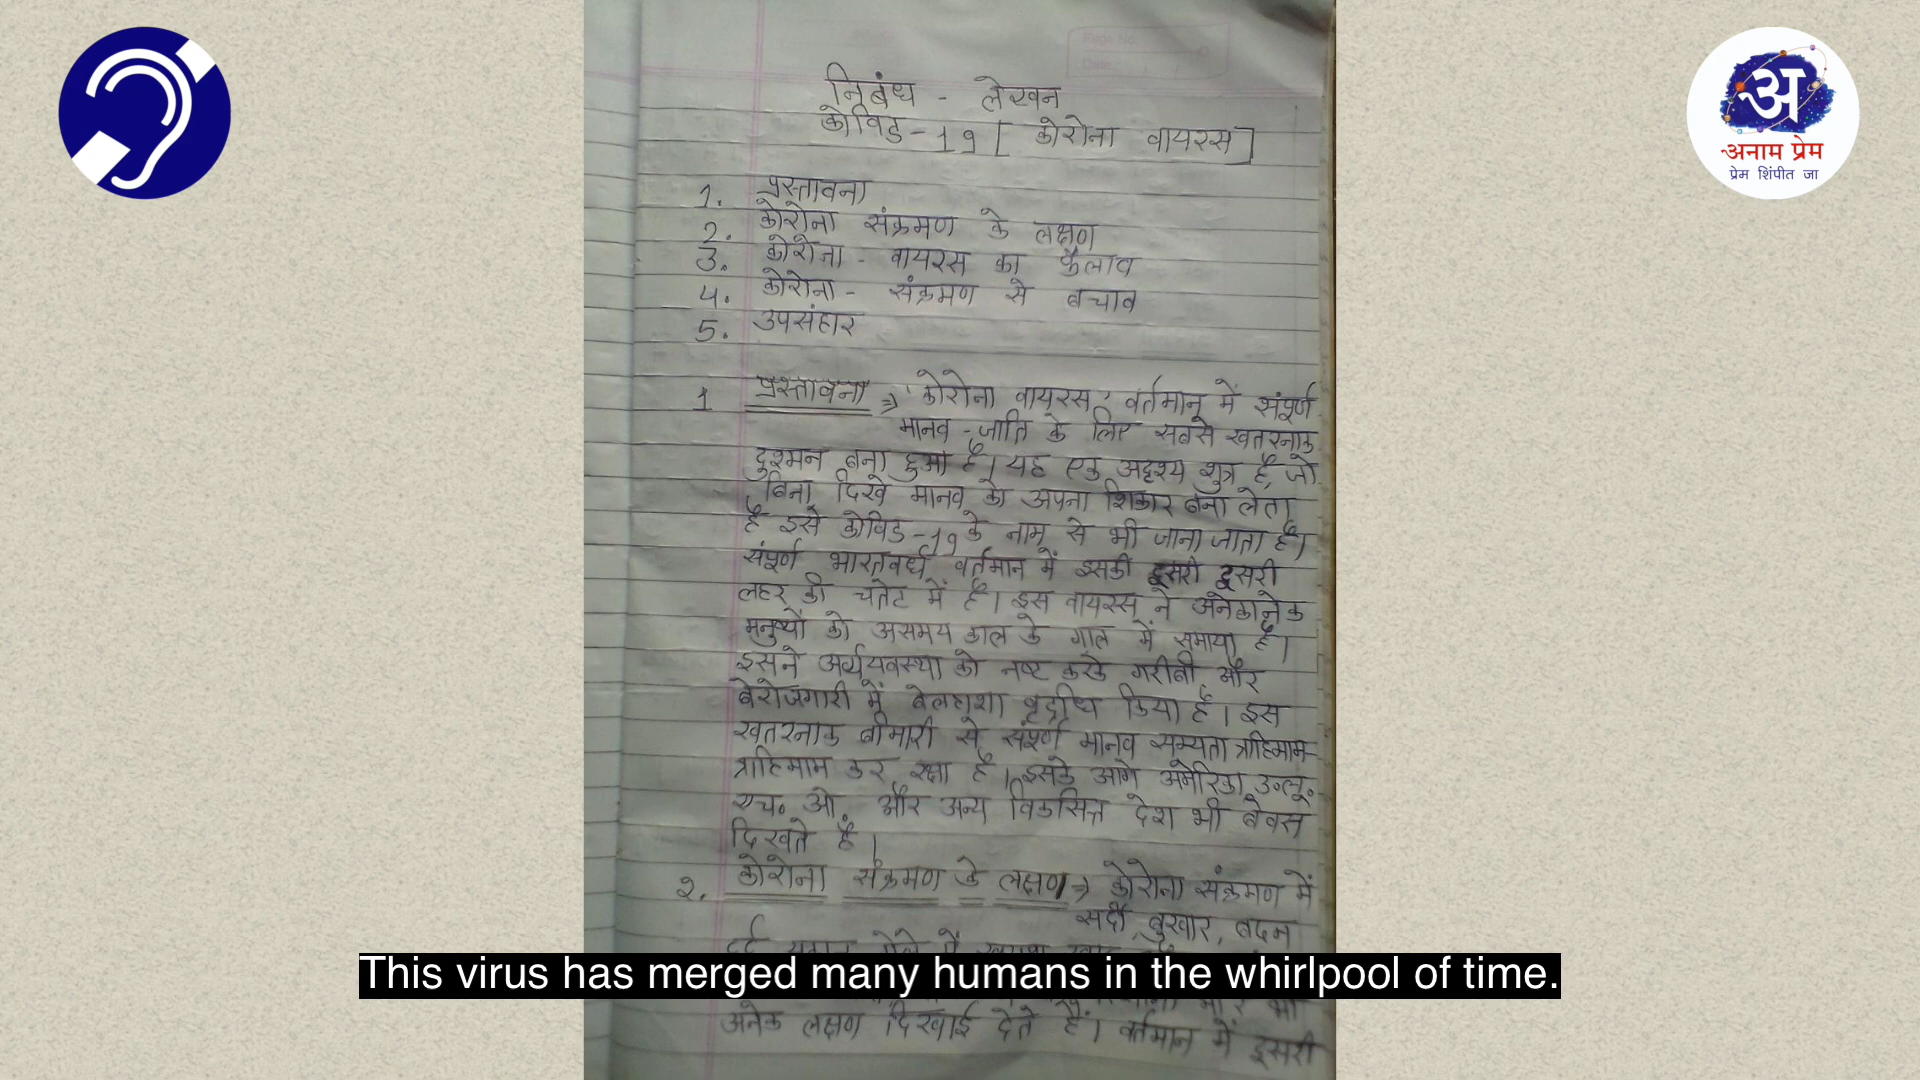 निबंध - लेखन
कोविड - 19 [ कोरोना वायरस ]
1. प्रस्तावना
2. कोरोना संक्रमण के लक्षण
3. कोरोना - वायरस का फैलाव
4. कोरोना - संक्रमण से बचाव
5. उपसंहार
1 प्रस्तावना ⇒ 'कोरोना वायरस' वर्तमान में संपूर्ण
मानव - जाति के लिए सबसे खतरनाक
दुश्मन बना हुआ है। यह एक अदृश्य शुत्र है, जो
बिना दिखे मानव को अपना शिकार बना लेता
है इसे कोविड -19 के नाम से भी जाना जाता है।
संपूर्ण भारतवर्ष वर्तमान में इसकी दूसरी दूसरी
लहर की चपेट में है। इस वायरस ने अनेकानेक
मनुष्यों को असमय काल के गाल में समाया है।
इसने अर्थव्यवस्था को नष्ट करके गरीबी और
बेरोजगारी में बेतहाशा वृद्धि किया है। इस
खतरनाक बीमारी से संपूर्ण मानव सभ्यता त्राहिमाम-
त्राहिमाम कर रहा है। इसके आगे अमेरिका, डब्लू॰
एच॰ ओ॰ और अन्य विकसित देश भी बेवस
दिखते है।
2. कोरोना संक्रमण के लक्षण ⇒ कोरोना संक्रमण में
सर्दी, बुखार, बदन
This virus has merged many humans in the whirlpool of time.
अनेक लक्षण दिखाई देते हैं। वर्तमान में इसकी
अ
अनाम प्रेम
प्रेम शिंपीत जा